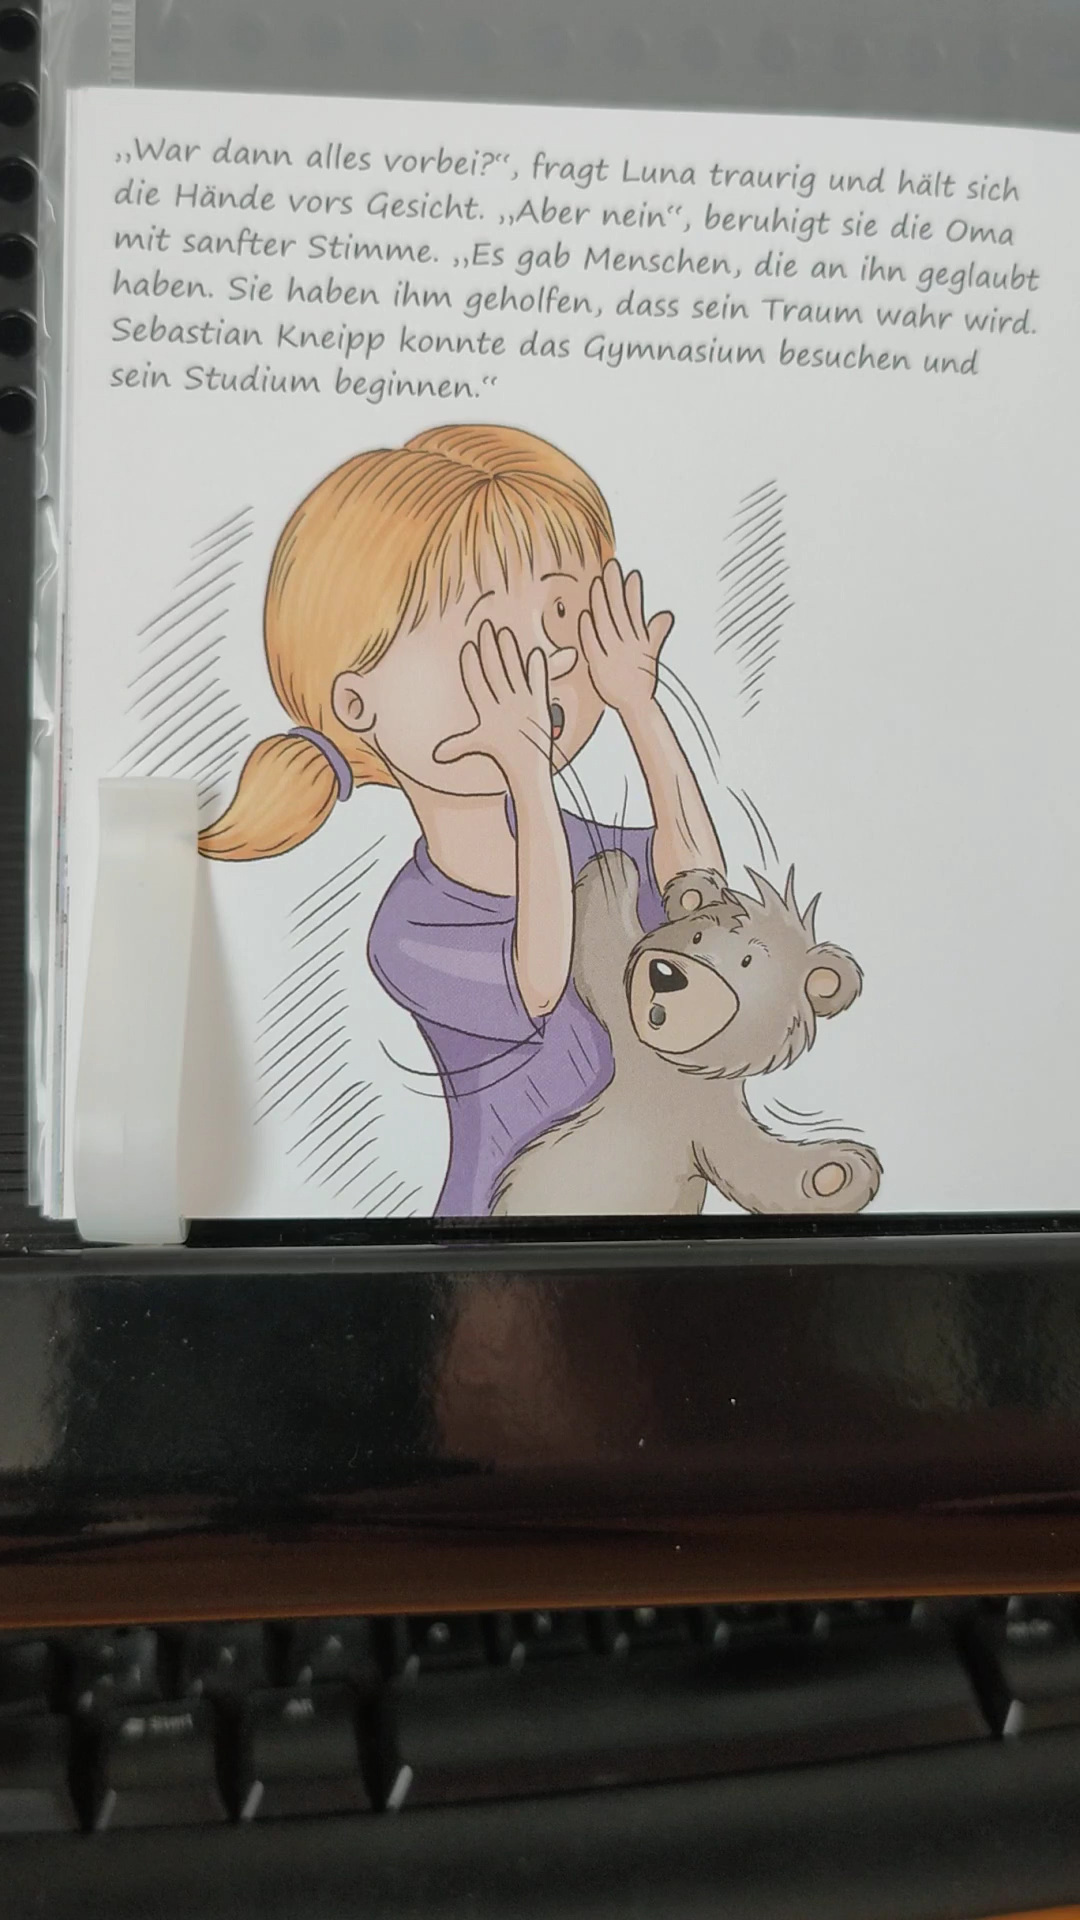 „War dann alles vorbei?“, fragt Luna traurig und hält sich
die Hände vors Gesicht. „Aber nein“, beruhigt sie die Oma
mit sanfter Stimme. „Es gab Menschen, die an ihn geglaubt
haben. Sie haben ihm geholfen, dass sein Traum wahr wird.
Sebastian Kneipp konnte das Gymnasium besuchen und
sein Studium beginnen.“
Start
Alt